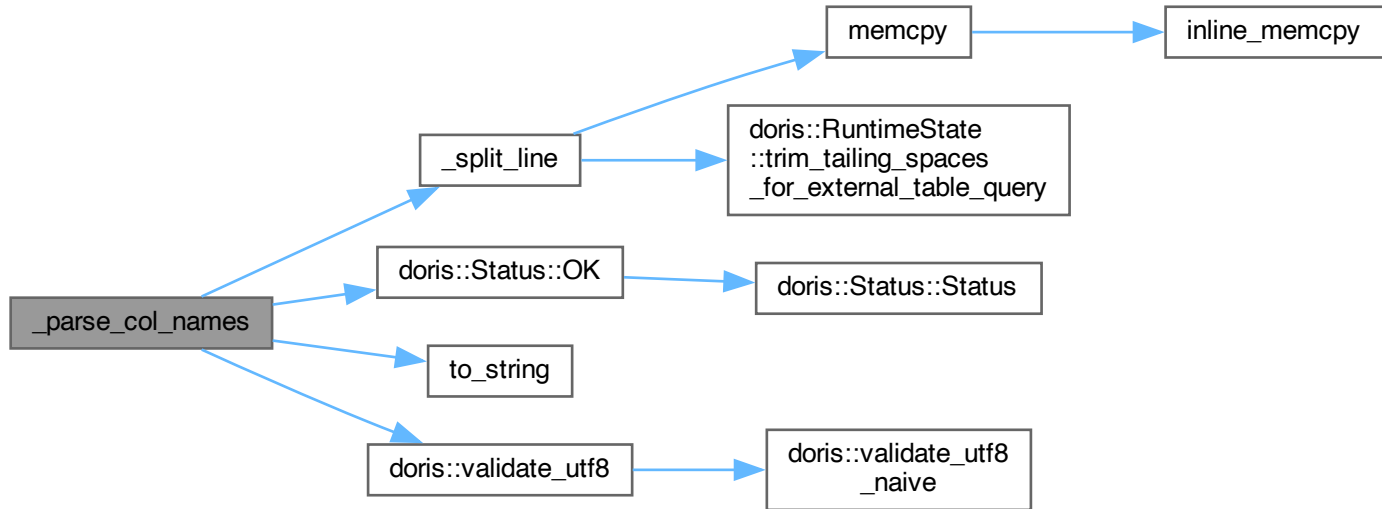 memcpy
inline_memcpy
_split_line
doris::RuntimeState
::trim_tailing_spaces
_for_external_table_query
doris::Status::OK
doris::Status::Status
_parse_col_names
to_string
doris::validate_utf8
doris::validate_utf8
_naive